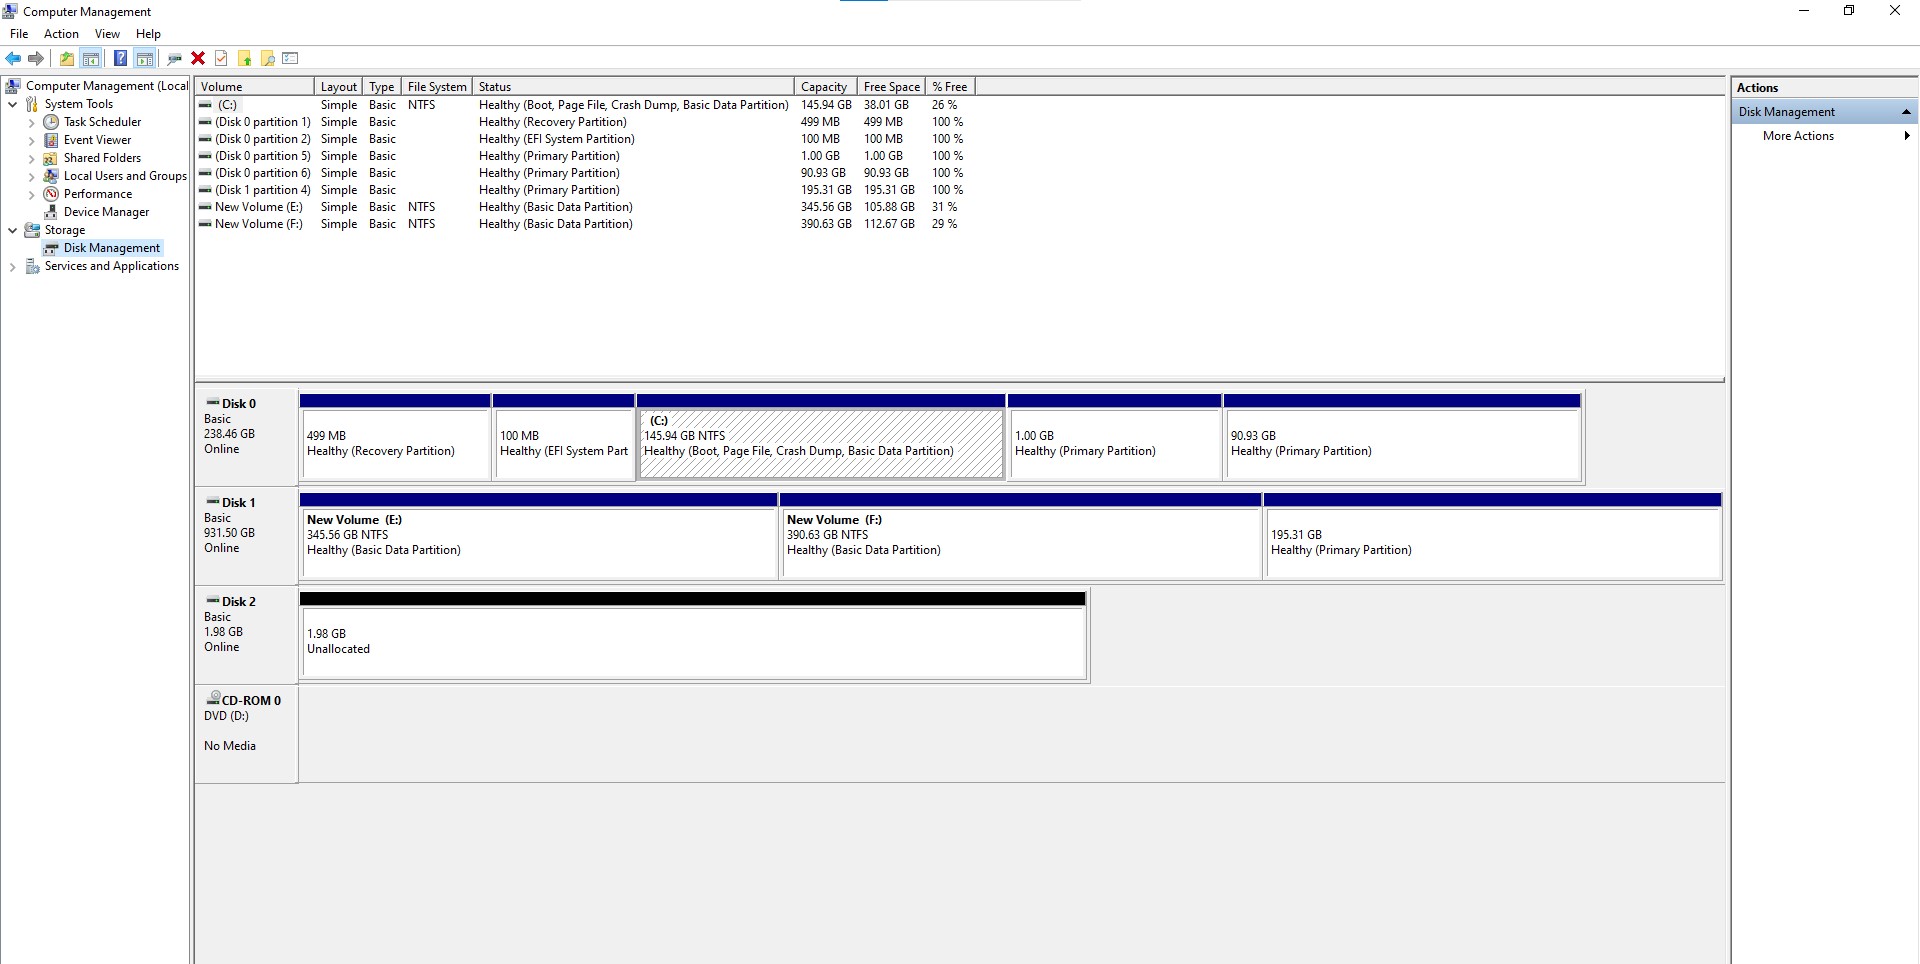 Computer Management
File Action View Help
Computer Management (Local
System Tools
Task Scheduler
Event Viewer
Shared Folders
Local Users and Groups
Performance
Device Manager
Storage
Disk Management
Services and Applications
Volume Layout Type File System Status Capacity Free Space % Free
(C:) Simple Basic NTFS Healthy (Boot, Page File, Crash Dump, Basic Data Partition) 145.94 GB 38.01 GB 26 %
(Disk 0 partition 1) Simple Basic Healthy (Recovery Partition) 499 MB 499 MB 100 %
(Disk 0 partition 2) Simple Basic Healthy (EFI System Partition) 100 MB 100 MB 100 %
(Disk 0 partition 5) Simple Basic Healthy (Primary Partition) 1.00 GB 1.00 GB 100 %
(Disk 0 partition 6) Simple Basic Healthy (Primary Partition) 90.93 GB 90.93 GB 100 %
(Disk 1 partition 4) Simple Basic Healthy (Primary Partition) 195.31 GB 195.31 GB 100 %
New Volume (E:) Simple Basic NTFS Healthy (Basic Data Partition) 345.56 GB 105.88 GB 31 %
New Volume (F:) Simple Basic NTFS Healthy (Basic Data Partition) 390.63 GB 112.67 GB 29 %
Disk 0
Basic
238.46 GB
Online
499 MB
Healthy (Recovery Partition)
100 MB
Healthy (EFI System Part
(C:)
145.94 GB NTFS
Healthy (Boot, Page File, Crash Dump, Basic Data Partition)
1.00 GB
Healthy (Primary Partition)
90.93 GB
Healthy (Primary Partition)
Disk 1
Basic
931.50 GB
Online
New Volume (E:)
345.56 GB NTFS
Healthy (Basic Data Partition)
New Volume (F:)
390.63 GB NTFS
Healthy (Basic Data Partition)
195.31 GB
Healthy (Primary Partition)
Disk 2
Basic
1.98 GB
Online
1.98 GB
Unallocated
CD-ROM 0
DVD (D:)
No Media
Actions
Disk Management
More Actions